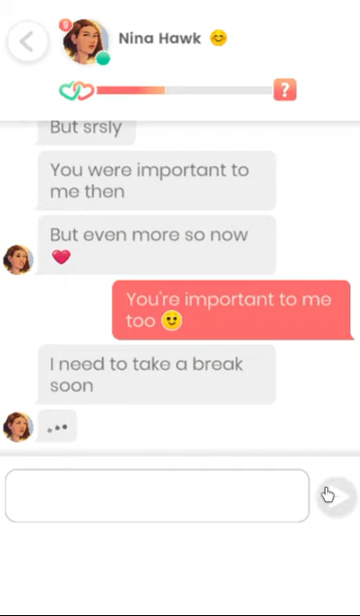 Nina Hawk 😊
?
But srsly
You were important to
me then
But even more so now
❤️
You're important to me
too 🙂
I need to take a break
soon
...